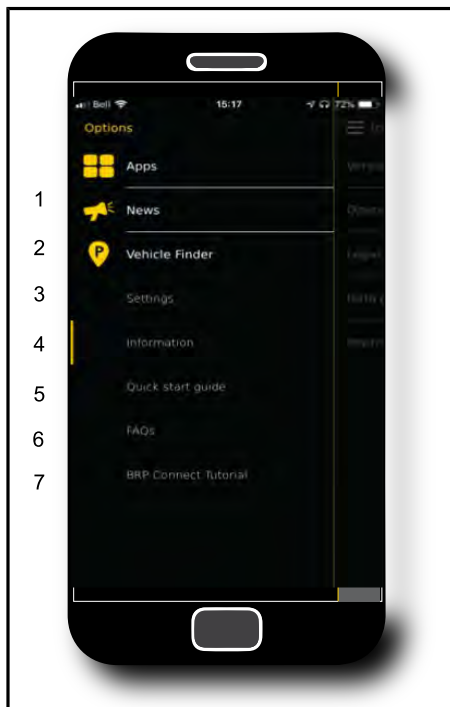 Bell 15:17 72%
Options
Apps
1
News
2
Vehicle Finder
3
Settings
4
Information
5
Quick start guide
6
FAQs
7
BRP Connect Tutorial